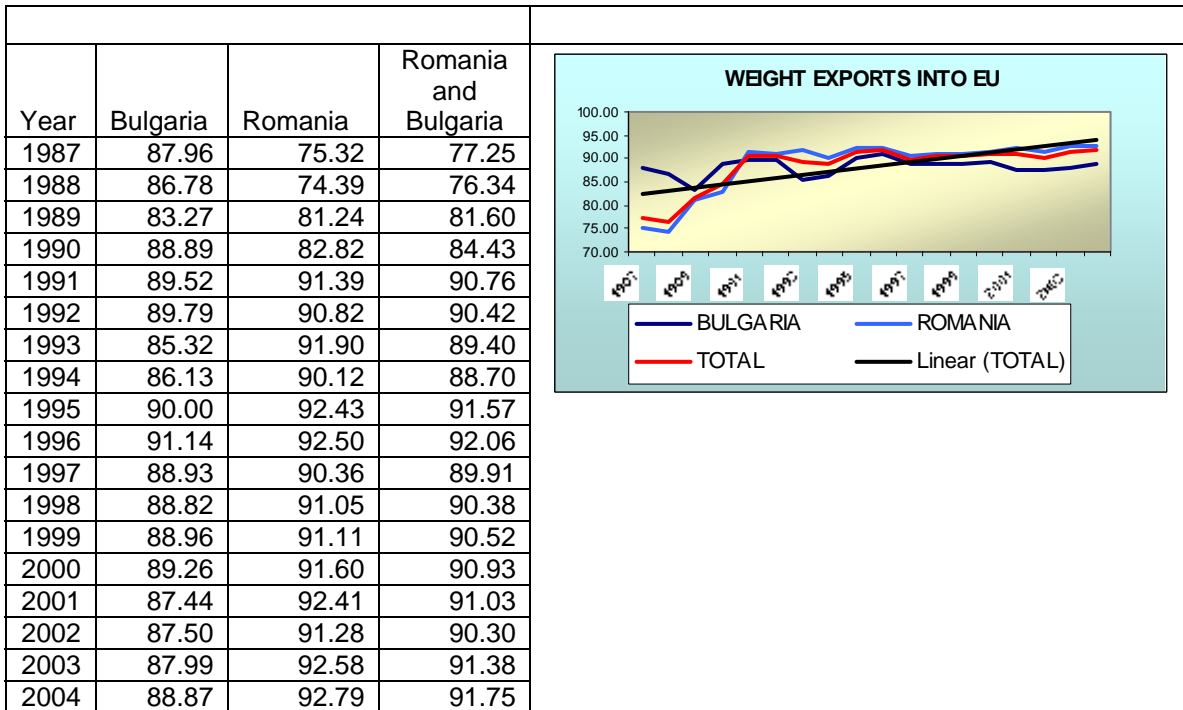 Year Bulgaria Romania Romania and Bulgaria
1987 87.96 75.32 77.25
1988 86.78 74.39 76.34
1989 83.27 81.24 81.60
1990 88.89 82.82 84.43
1991 89.52 91.39 90.76
1992 89.79 90.82 90.42
1993 85.32 91.90 89.40
1994 86.13 90.12 88.70
1995 90.00 92.43 91.57
1996 91.14 92.50 92.06
1997 88.93 90.36 89.91
1998 88.82 91.05 90.38
1999 88.96 91.11 90.52
2000 89.26 91.60 90.93
2001 87.44 92.41 91.03
2002 87.50 91.28 90.30
2003 87.99 92.58 91.38
2004 88.87 92.79 91.75
WEIGHT EXPORTS INTO EU
100.00
95.00
90.00
85.00
80.00
75.00
70.00
1995 1997 1999 2001
BULGARIA ROMANIA
TOTAL Linear (TOTAL)